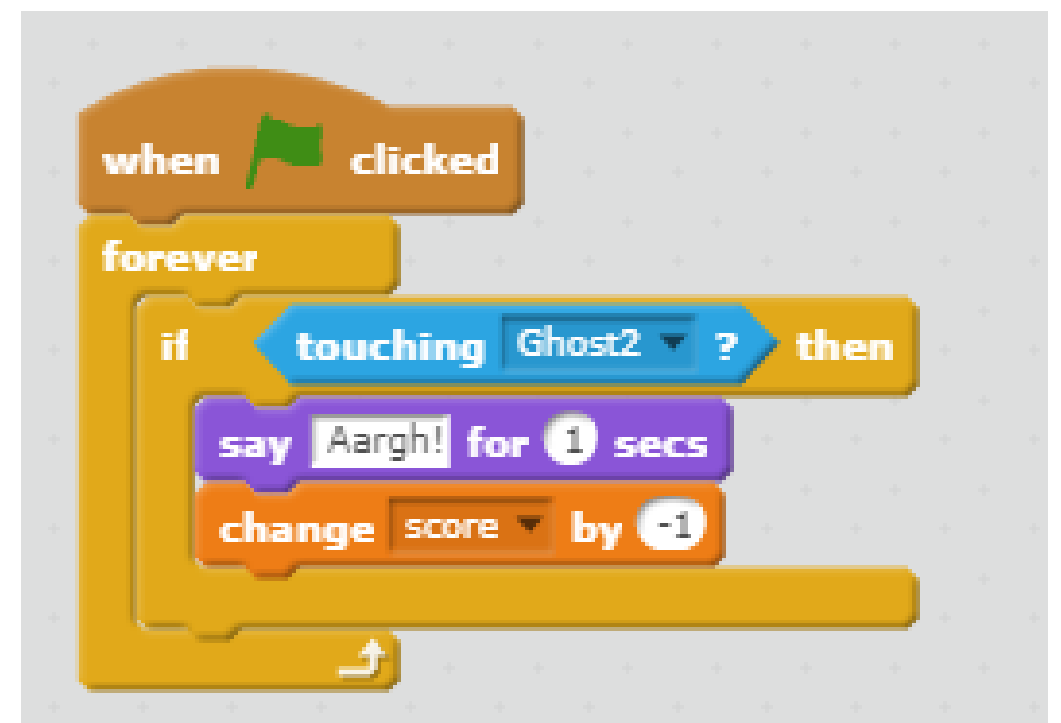 when clicked
forever
if touching Ghost2 ? then
say Aargh! for 1 secs
change score by -1